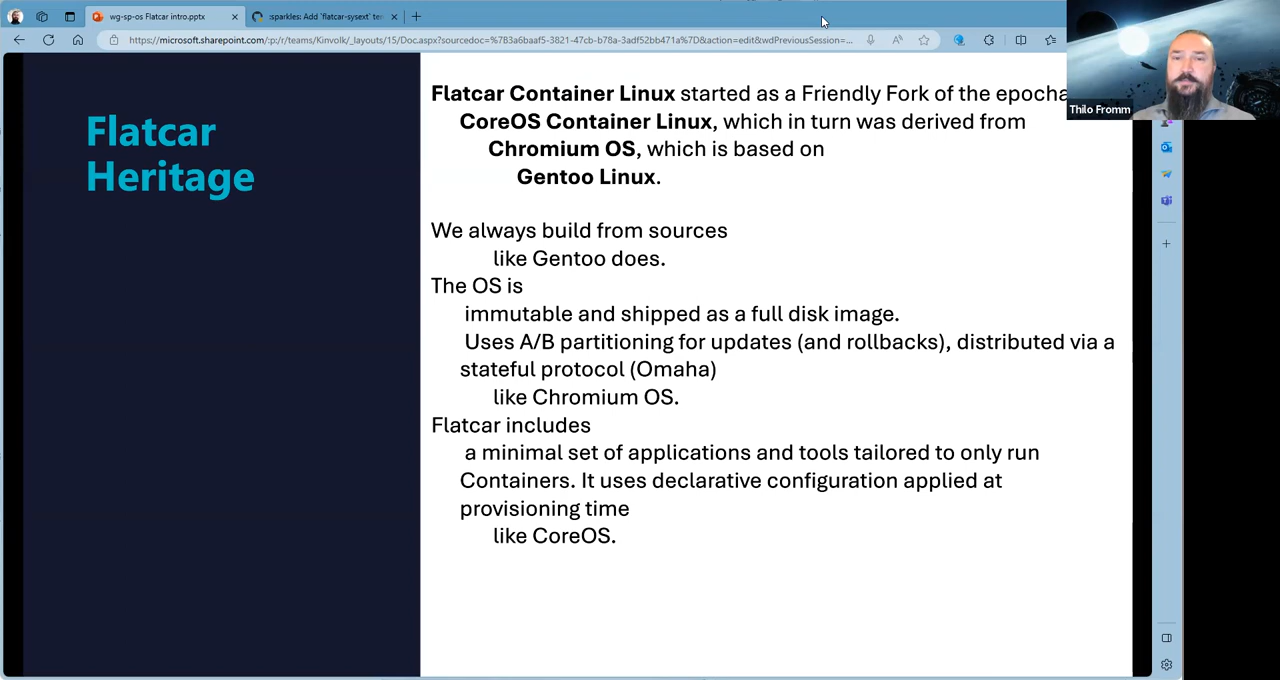 wg-sp-os Flatcar intro.pptx
:sparkles: Add `flatcar-sysext` te
https://microsoft.sharepoint.com/:p:/r/teams/Kinvolk/_layouts/15/Doc.aspx?sourcedoc=%7B3a6baaf5-3821-47cb-b78a-3adf52bb471a%7D&action=edit&wdPreviousSession=...
Thilo Fromm
Flatcar
Heritage
Flatcar Container Linux started as a Friendly Fork of the epocha
CoreOS Container Linux, which in turn was derived from
Chromium OS, which is based on
Gentoo Linux.
We always build from sources
like Gentoo does.
The OS is
immutable and shipped as a full disk image.
Uses A/B partitioning for updates (and rollbacks), distributed via a
stateful protocol (Omaha)
like Chromium OS.
Flatcar includes
a minimal set of applications and tools tailored to only run
Containers. It uses declarative configuration applied at
provisioning time
like CoreOS.